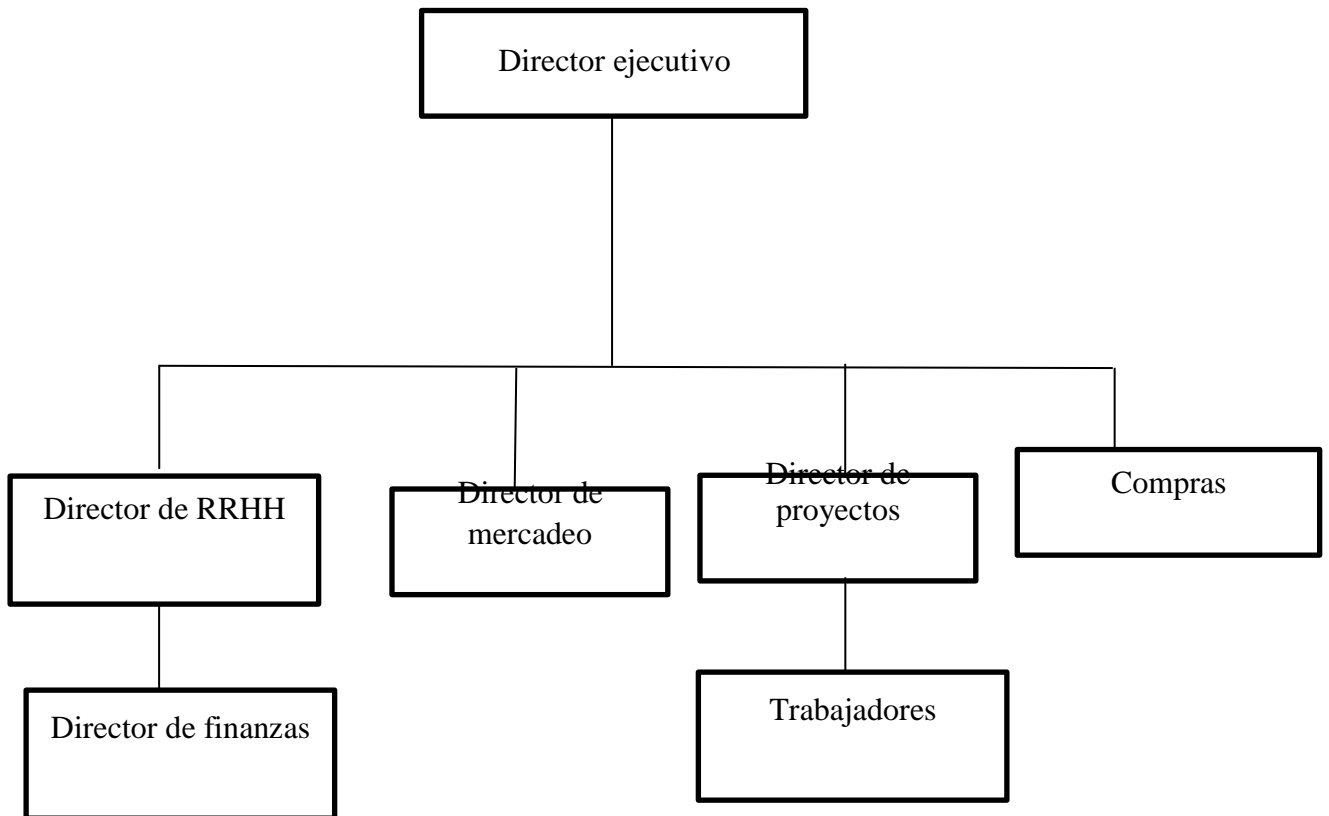 Director ejecutivo
Director de RRHH
Director de
mercadeo
Director de
proyectos
Compras
Director de finanzas
Trabajadores